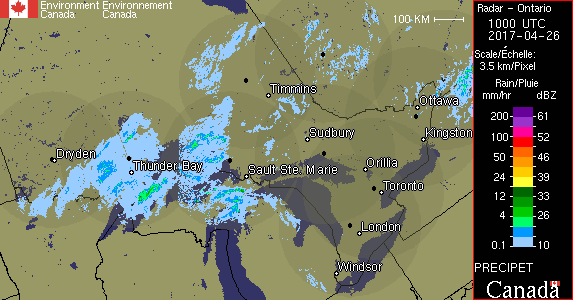 Environment Environnement
Canada Canada
100 KM
Timmins
Ottawa
Sudbury
Kingston
Dryden
Thunder Bay
Sault Ste. Marie
Orillia
Toronto
London
Windsor
Radar - Ontario
1000 UTC
2017-04-26
Scale/Échelle:
3.5 km/Pixel
Rain/Pluie
mm/hr dBZ
200 61
100 52
50 46
24 39
12 33
4 26
0.1 10
PRECIPET
Canada